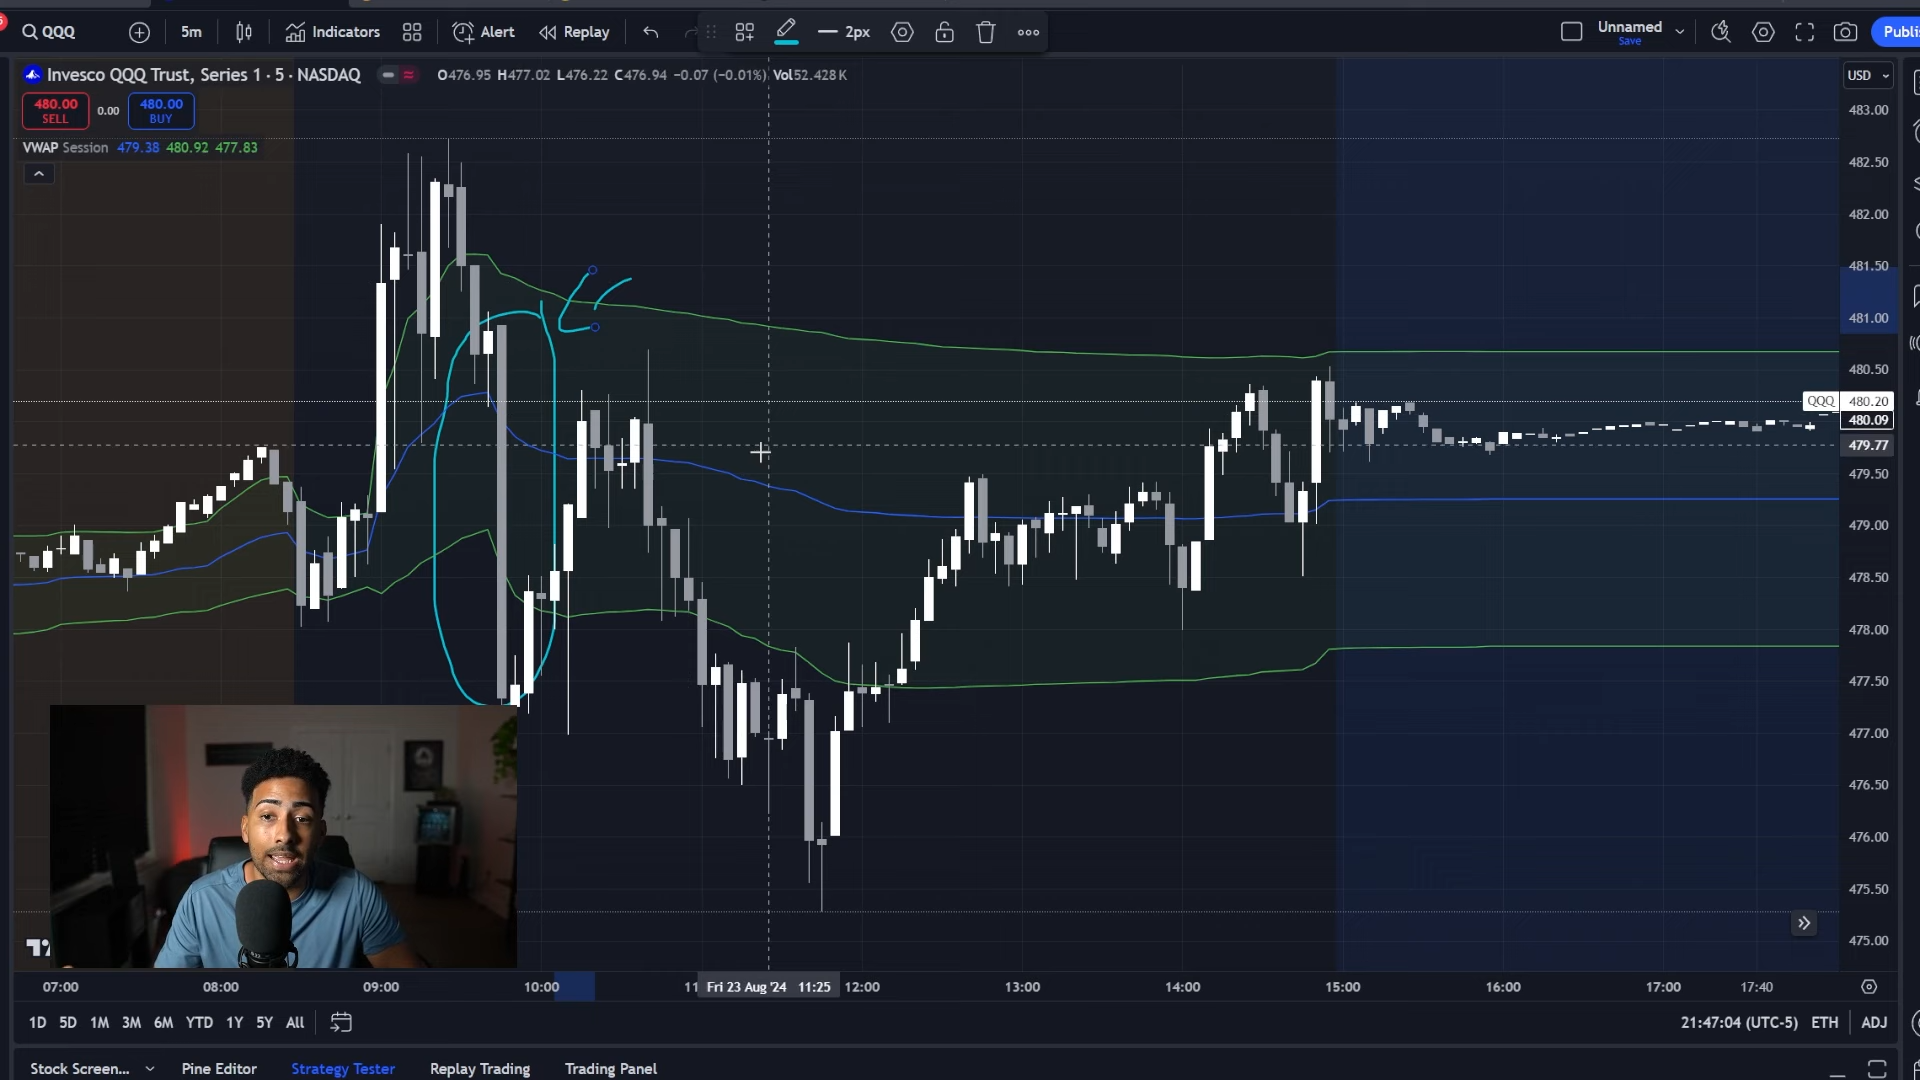 QQQ 5m Indicators Alert Replay 2px Unnamed Save Publi
Invesco QQQ Trust, Series 1 · 5 · NASDAQ O476.95 H477.02 L476.22 C476.94 −0.07 (−0.01%) Vol52.428K USD
480.00 SELL 0.00 480.00 BUY
VWAP Session 479.38 480.92 477.83
483.00
482.50
482.00
481.50
481.00
480.50
QQQ 480.20
480.09
479.77
479.50
479.00
478.50
478.00
477.50
477.00
476.50
476.00
475.50
475.00
07:00 08:00 09:00 10:00 11 Fri 23 Aug '24 11:25 12:00 13:00 14:00 15:00 16:00 17:00 17:40
1D 5D 1M 3M 6M YTD 1Y 5Y All 21:47:04 (UTC-5) ETH ADJ
Stock Screen... Pine Editor Strategy Tester Replay Trading Trading Panel